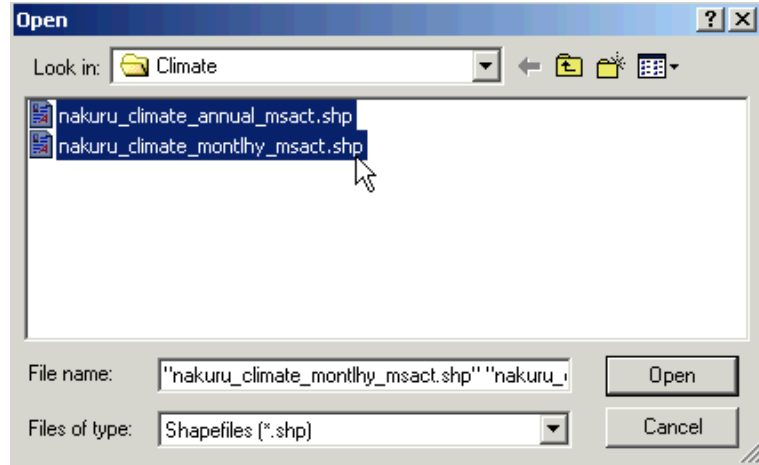 Open
Look in: Climate
nakuru_climate_annual_msact.shp
nakuru_climate_montlhy_msact.shp
File name: "nakuru_climate_montlhy_msact.shp" "nakuru_
Open
Files of type: Shapefiles (*.shp)
Cancel